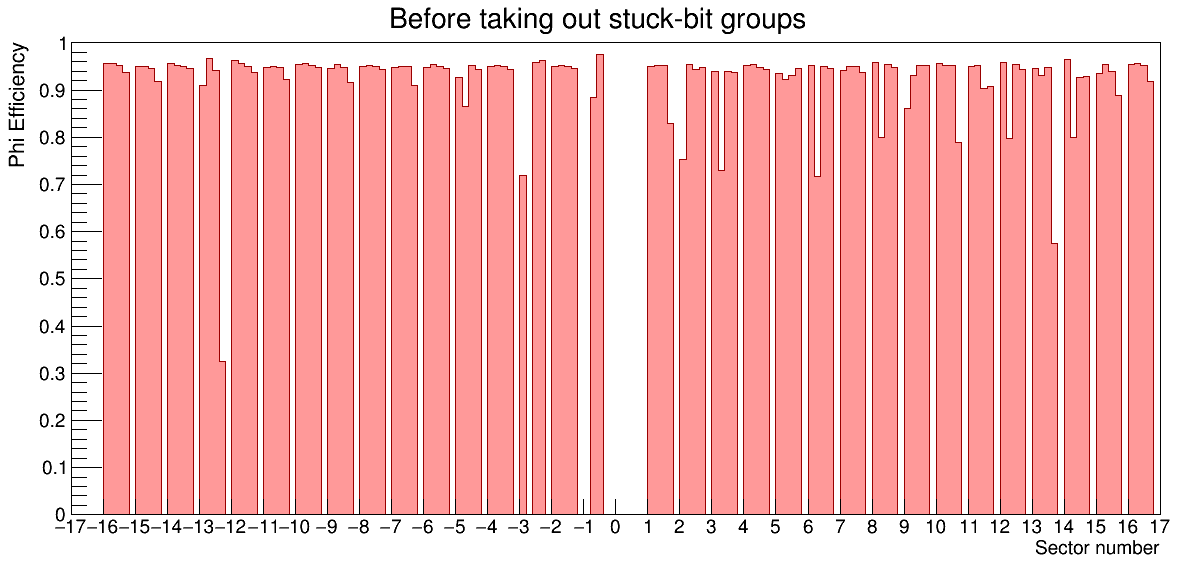 Before taking out stuck-bit groups
Phi Efficiency
1
0.9
0.8
0.7
0.6
0.5
0.4
0.3
0.2
0.1
0
−17 −16 −15 −14 −13 −12 −11 −10 −9 −8 −7 −6 −5 −4 −3 −2 −1 0 1 2 3 4 5 6 7 8 9 10 11 12 13 14 15 16 17
Sector number